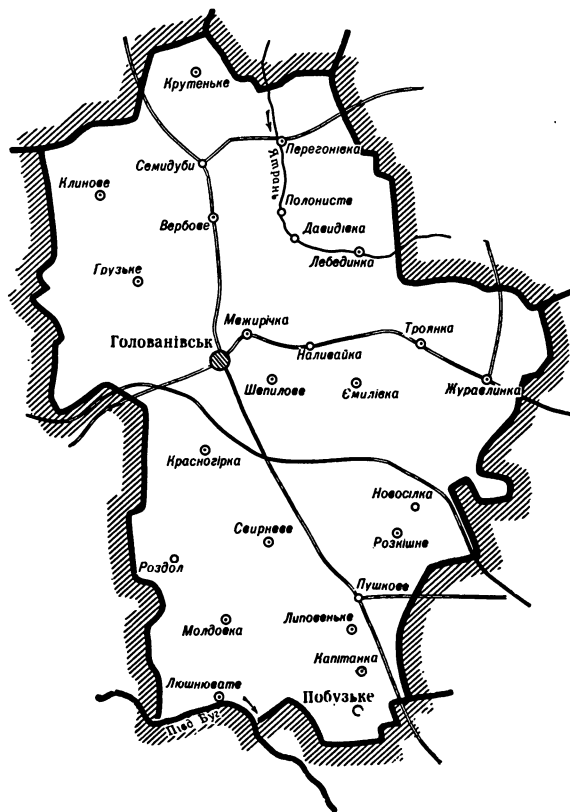 Крутеньке
Перегонівка
Семидуби
Ятрань
Клинове
Полонисте
Вербове
Давидівка
Лебединка
Грузьке
Межирічка
Троянка
Голованівськ
Наливайка
Шепилове
Ємилівка
Журавлинка
Красногірка
Новосілка
Свирневе
Розкішне
Роздол
Пушкове
Молдовка
Липовеньке
Капітанка
Люшнювате
Побузьке
Півд Буг